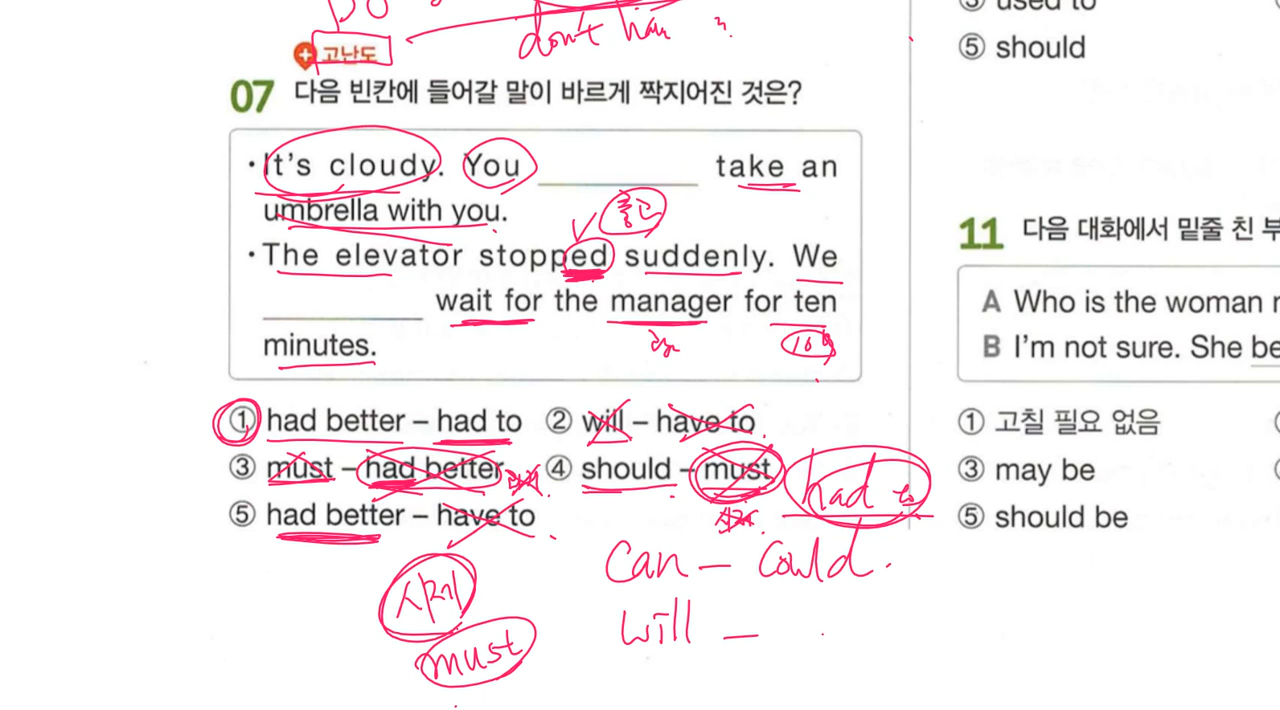 don't hav
고난도
07 다음 빈칸에 들어갈 말이 바르게 짝지어진 것은?
• It's cloudy. You ________ take an
umbrella with you.
• The elevator stopped suddenly. We
________ wait for the manager for ten
minutes.
① had better – had to ② will – have to
③ must – had better ④ should – must had to
⑤ had better – have to
must
can – could.
will –
⑤ should
11 다음 대화에서 밑줄 친 부
A Who is the woman
B I'm not sure. She be
① 고칠 필요 없음
③ may be
⑤ should be